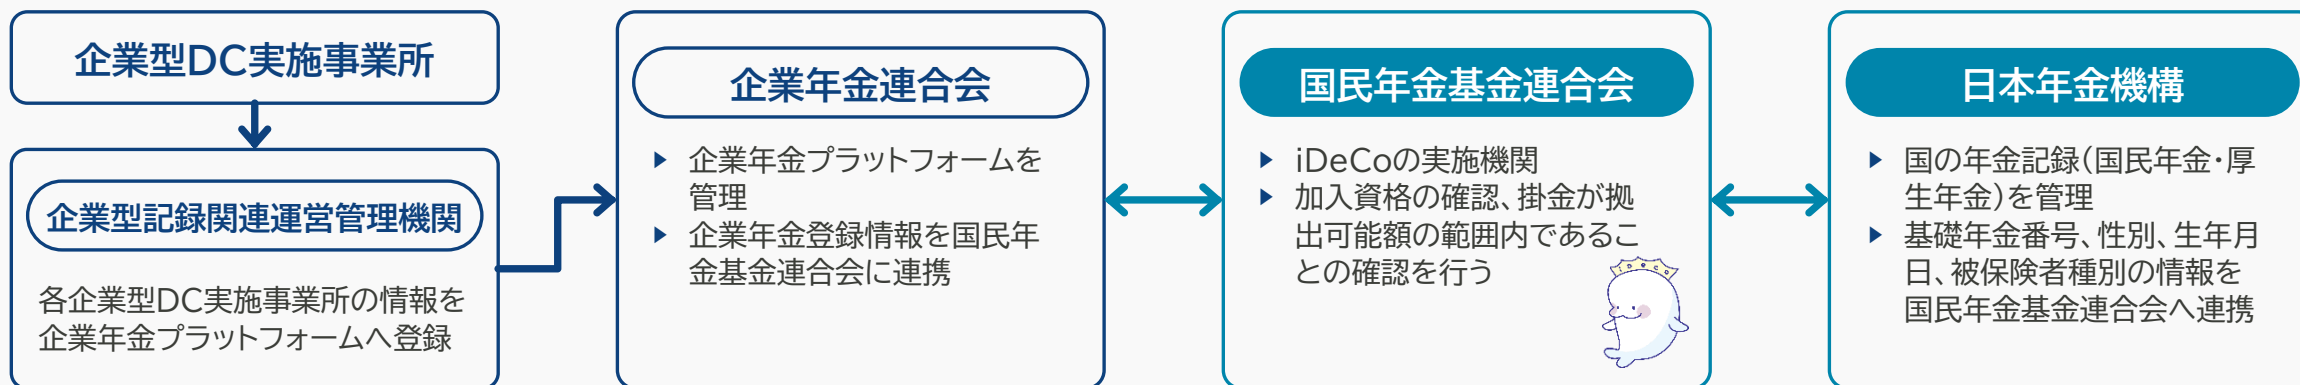 企業型DC実施事業所
企業型記録関連運営管理機関
各企業型DC実施事業所の情報を
企業年金プラットフォームへ登録
企業年金連合会
▶ 企業年金プラットフォームを
管理
▶ 企業年金登録情報を国民年
金基金連合会に連携
国民年金基金連合会
▶ iDeCoの実施機関
▶ 加入資格の確認、掛金が拠
出可能額の範囲内であるこ
との確認を行う
iDeCo
日本年金機構
▶ 国の年金記録(国民年金・厚
生年金)を管理
▶ 基礎年金番号、性別、生年月
日、被保険者種別の情報を
国民年金基金連合会へ連携